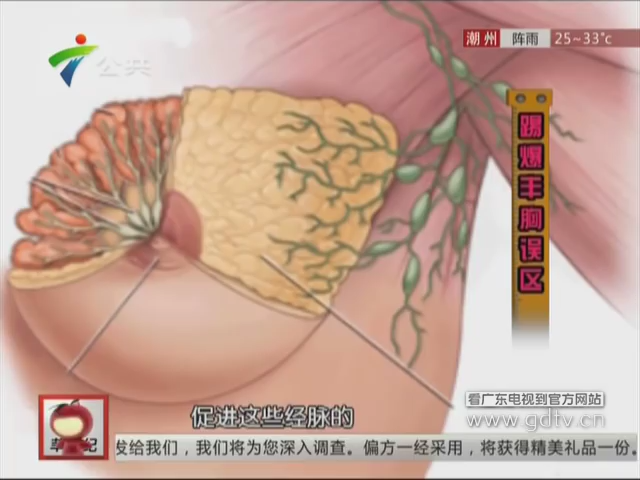 公共
潮州 阵雨 25~33℃
踢爆丰胸误区
看广东电视到官方网站
www.gdtv.cn
促进这些经脉的
发给我们，我们将为您深入调查。偏方一经采用，将获得精美礼品一份。